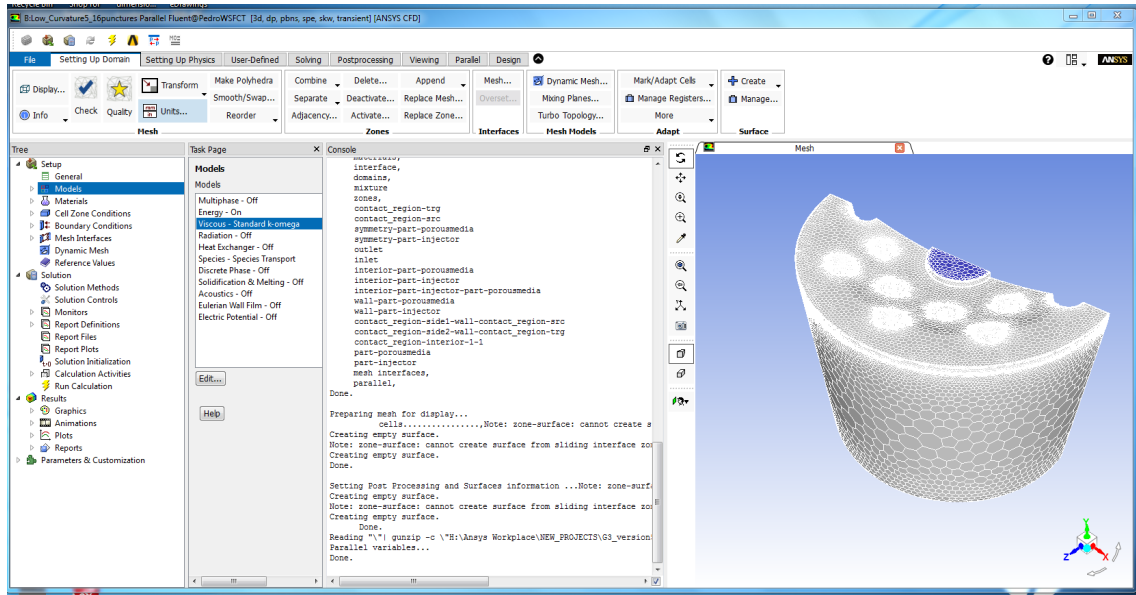 B:Low_Curvature5_16punctures Parallel Fluent@PedroWSFCT [3d, dp, pbns, spe, skw, transient] [ANSYS CFD]
File
Setting Up Domain
Setting Up Physics
User-Defined
Solving
Postprocessing
Viewing
Parallel
Design
ANSYS
Display...
Info
Check
Quality
Transform
Units...
Make Polyhedra
Smooth/Swap...
Reorder
Mesh
Combine
Separate
Adjacency...
Delete...
Deactivate...
Activate...
Append
Replace Mesh...
Replace Zone...
Zones
Mesh...
Overset...
Interfaces
Dynamic Mesh...
Mixing Planes...
Turbo Topology...
Mesh Models
Mark/Adapt Cells
Manage Registers...
More
Adapt
Create
Manage...
Surface
Tree
Setup
General
Models
Materials
Cell Zone Conditions
Boundary Conditions
Mesh Interfaces
Dynamic Mesh
Reference Values
Solution
Solution Methods
Solution Controls
Monitors
Report Definitions
Report Files
Report Plots
Solution Initialization
Calculation Activities
Run Calculation
Results
Graphics
Animations
Plots
Reports
Parameters & Customization
Task Page
Models
Models
Multiphase - Off
Energy - On
Viscous - Standard k-omega
Radiation - Off
Heat Exchanger - Off
Species - Species Transport
Discrete Phase - Off
Solidification & Melting - Off
Acoustics - Off
Eulerian Wall Film - Off
Electric Potential - Off
Edit...
Help
Console
materials,
interface,
domains,
mixture
zones,
contact_region-trg
contact_region-src
symmetry-part-porousmedia
symmetry-part-injector
outlet
inlet
interior-part-porousmedia
interior-part-injector
interior-part-injector-part-porousmedia
wall-part-porousmedia
wall-part-injector
contact_region-side1-wall-contact_region-src
contact_region-side2-wall-contact_region-trg
contact_region-interior-1-1
part-porousmedia
part-injector
mesh interfaces,
parallel,
Done.
Preparing mesh for display...
cells................,Note: zone-surface: cannot create s
Creating empty surface.
Note: zone-surface: cannot create surface from sliding interface zon
Creating empty surface.
Done.
Setting Post Processing and Surfaces information ...Note: zone-surfa
Creating empty surface.
Note: zone-surface: cannot create surface from sliding interface zon
Creating empty surface.
Done.
Reading "\"| gunzip -c \"H:\Ansys Workplace\NEW_PROJECTS\G3_version
Parallel variables...
Done.
Mesh
Y
Z
X